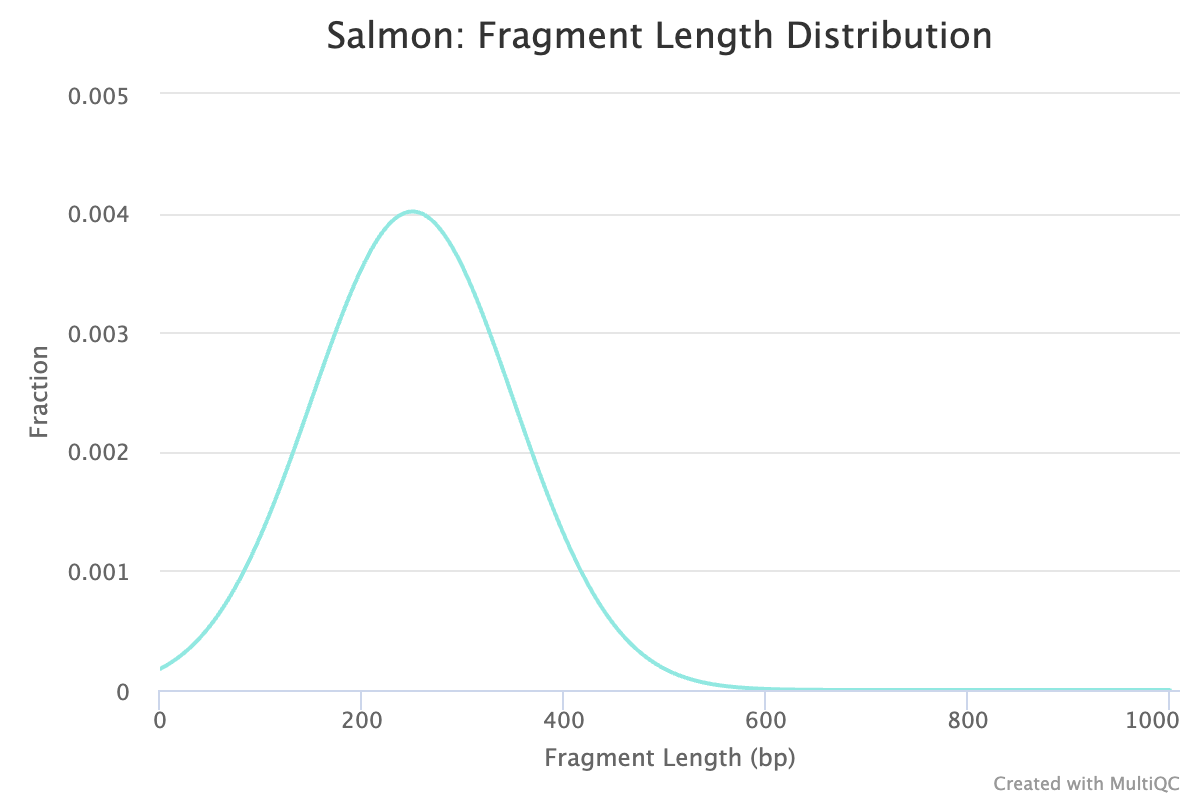 Salmon: Fragment Length Distribution
0.005
0.004
0.003
0.002
0.001
0
Fraction
0 200 400 600 800 1000
Fragment Length (bp)
Created with MultiQC